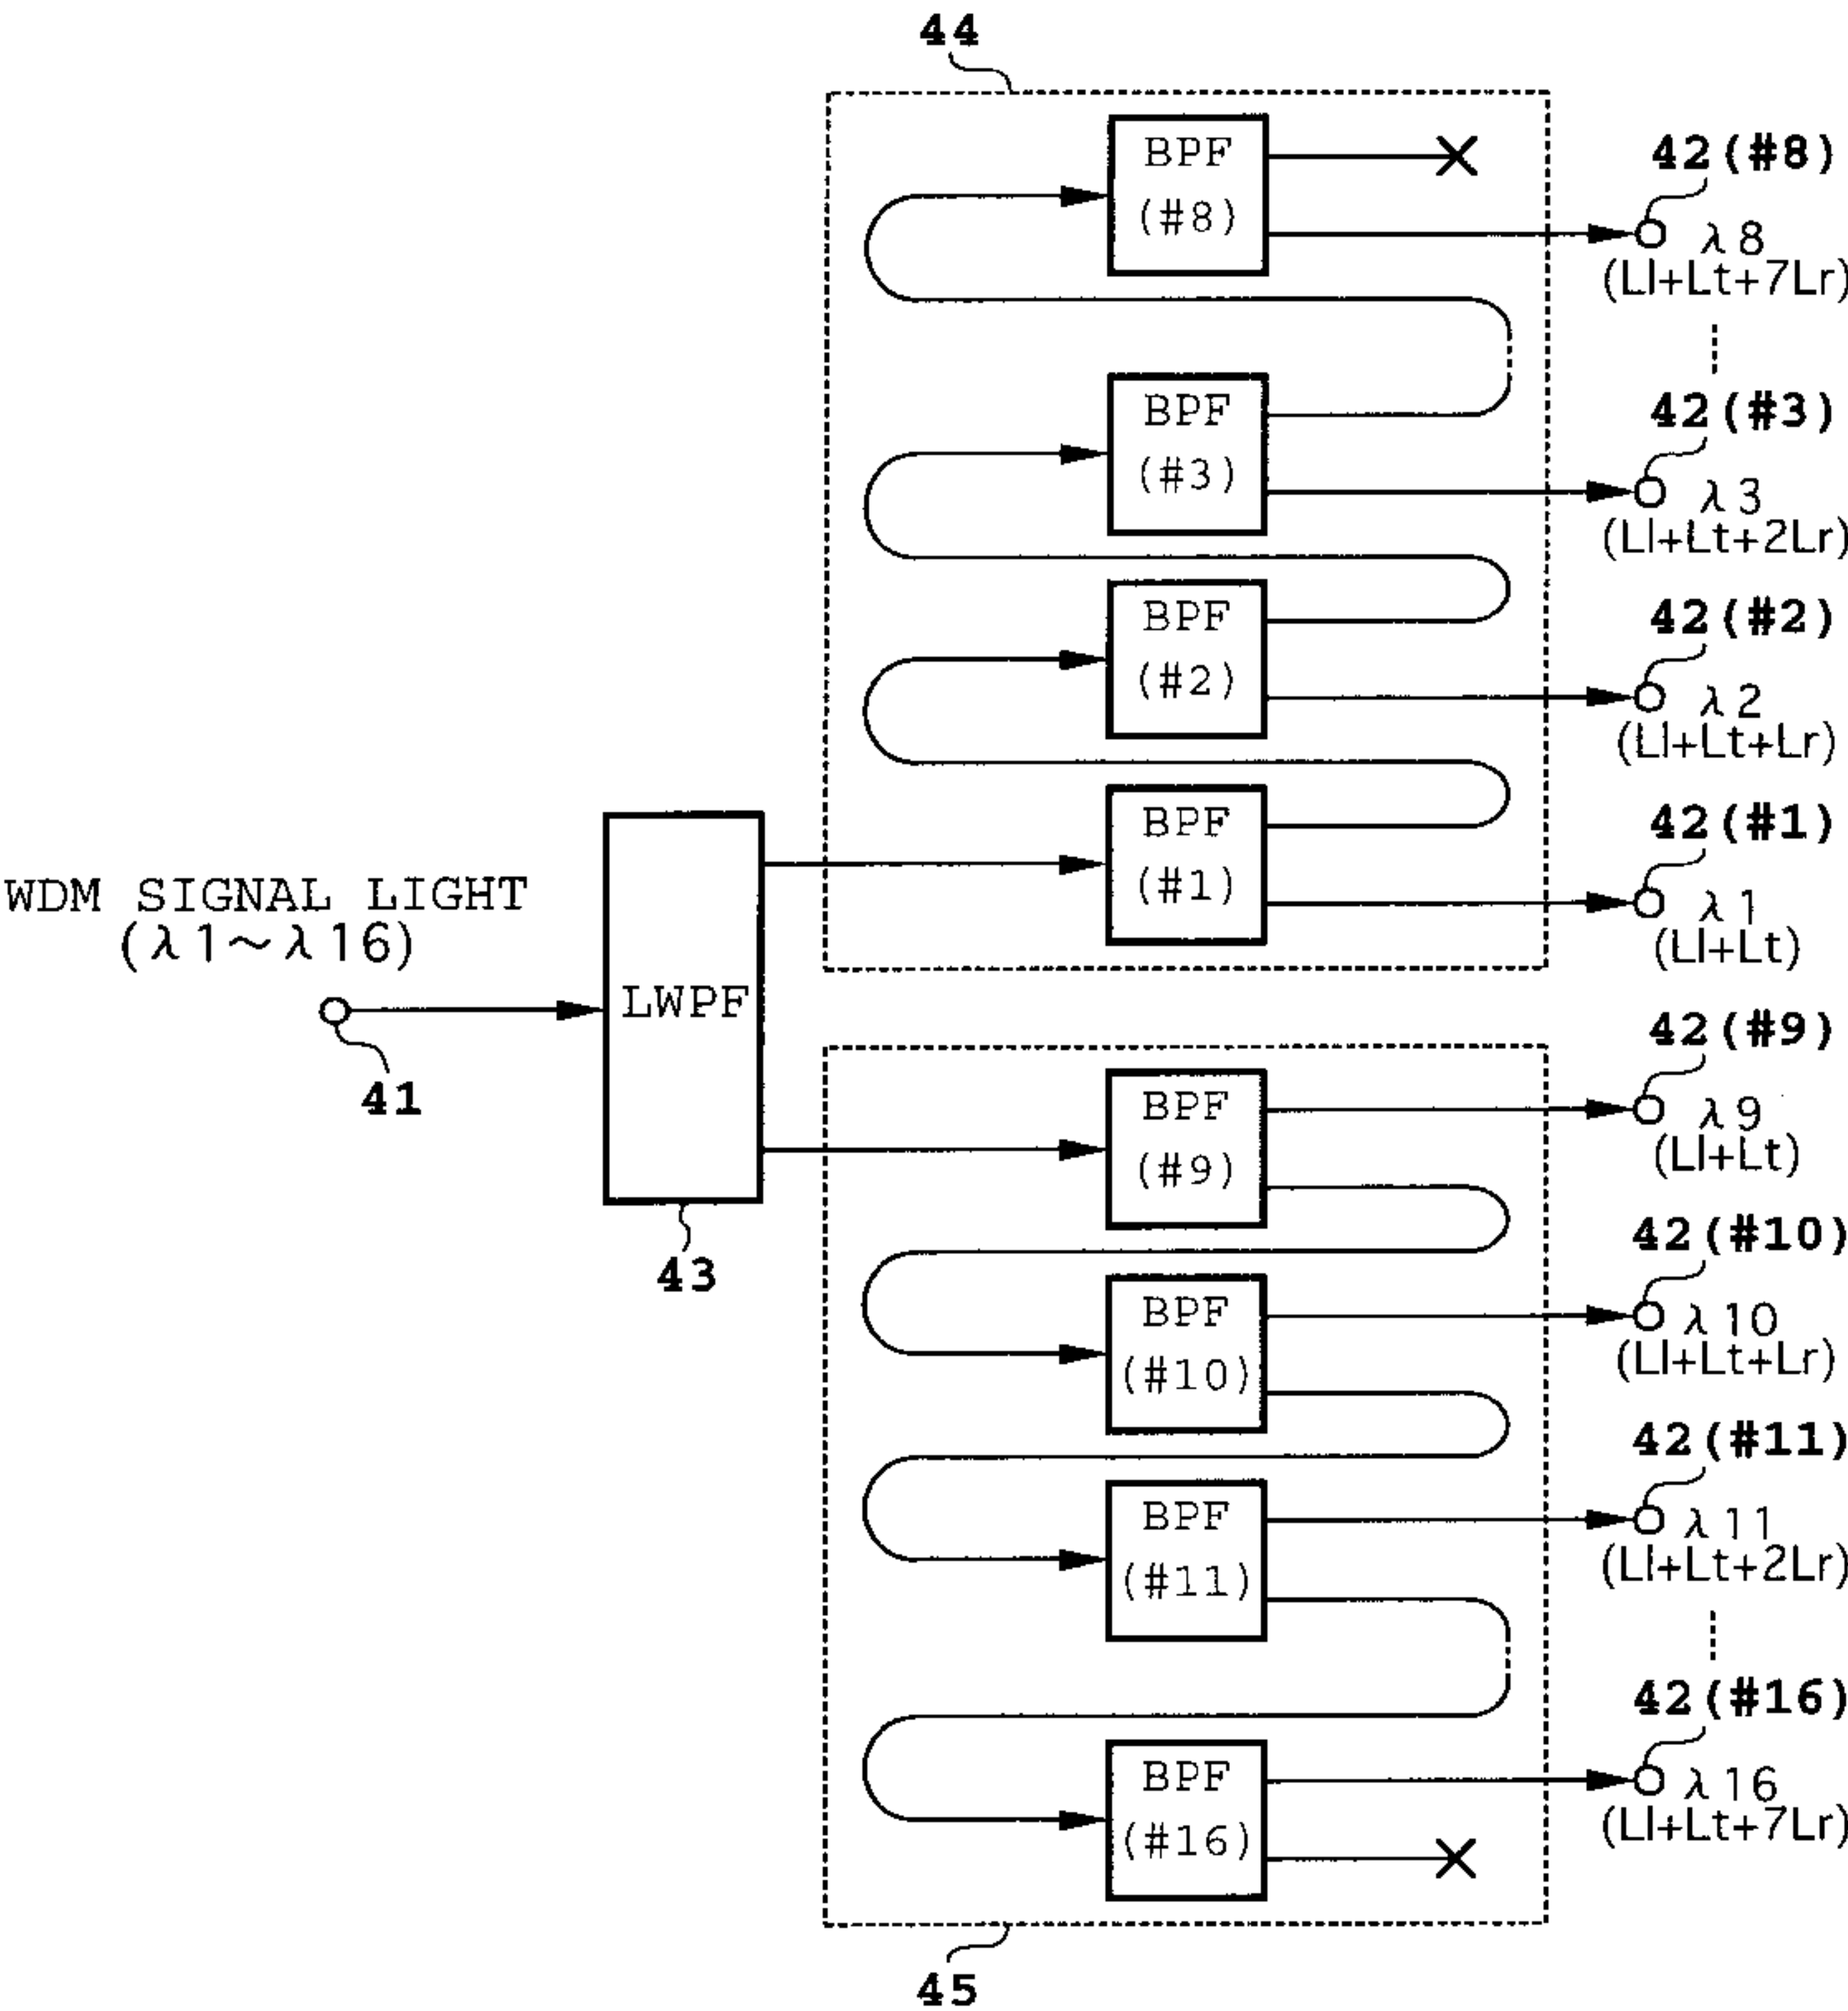 44
BPF
(#8)
42(#8)
λ8
(Ll+Lt+7Lr)
BPF
(#3)
42(#3)
λ3
(Ll+Lt+2Lr)
BPF
(#2)
42(#2)
λ2
(Ll+Lt+Lr)
BPF
(#1)
42(#1)
λ1
(Ll+Lt)
WDM SIGNAL LIGHT
(λ1～λ16)
41
LWPF
43
BPF
(#9)
42(#9)
λ9
(Ll+Lt)
BPF
(#10)
42(#10)
λ10
(Ll+Lt+Lr)
BPF
(#11)
42(#11)
λ11
(Ll+Lt+2Lr)
BPF
(#16)
42(#16)
λ16
(Ll+Lt+7Lr)
45